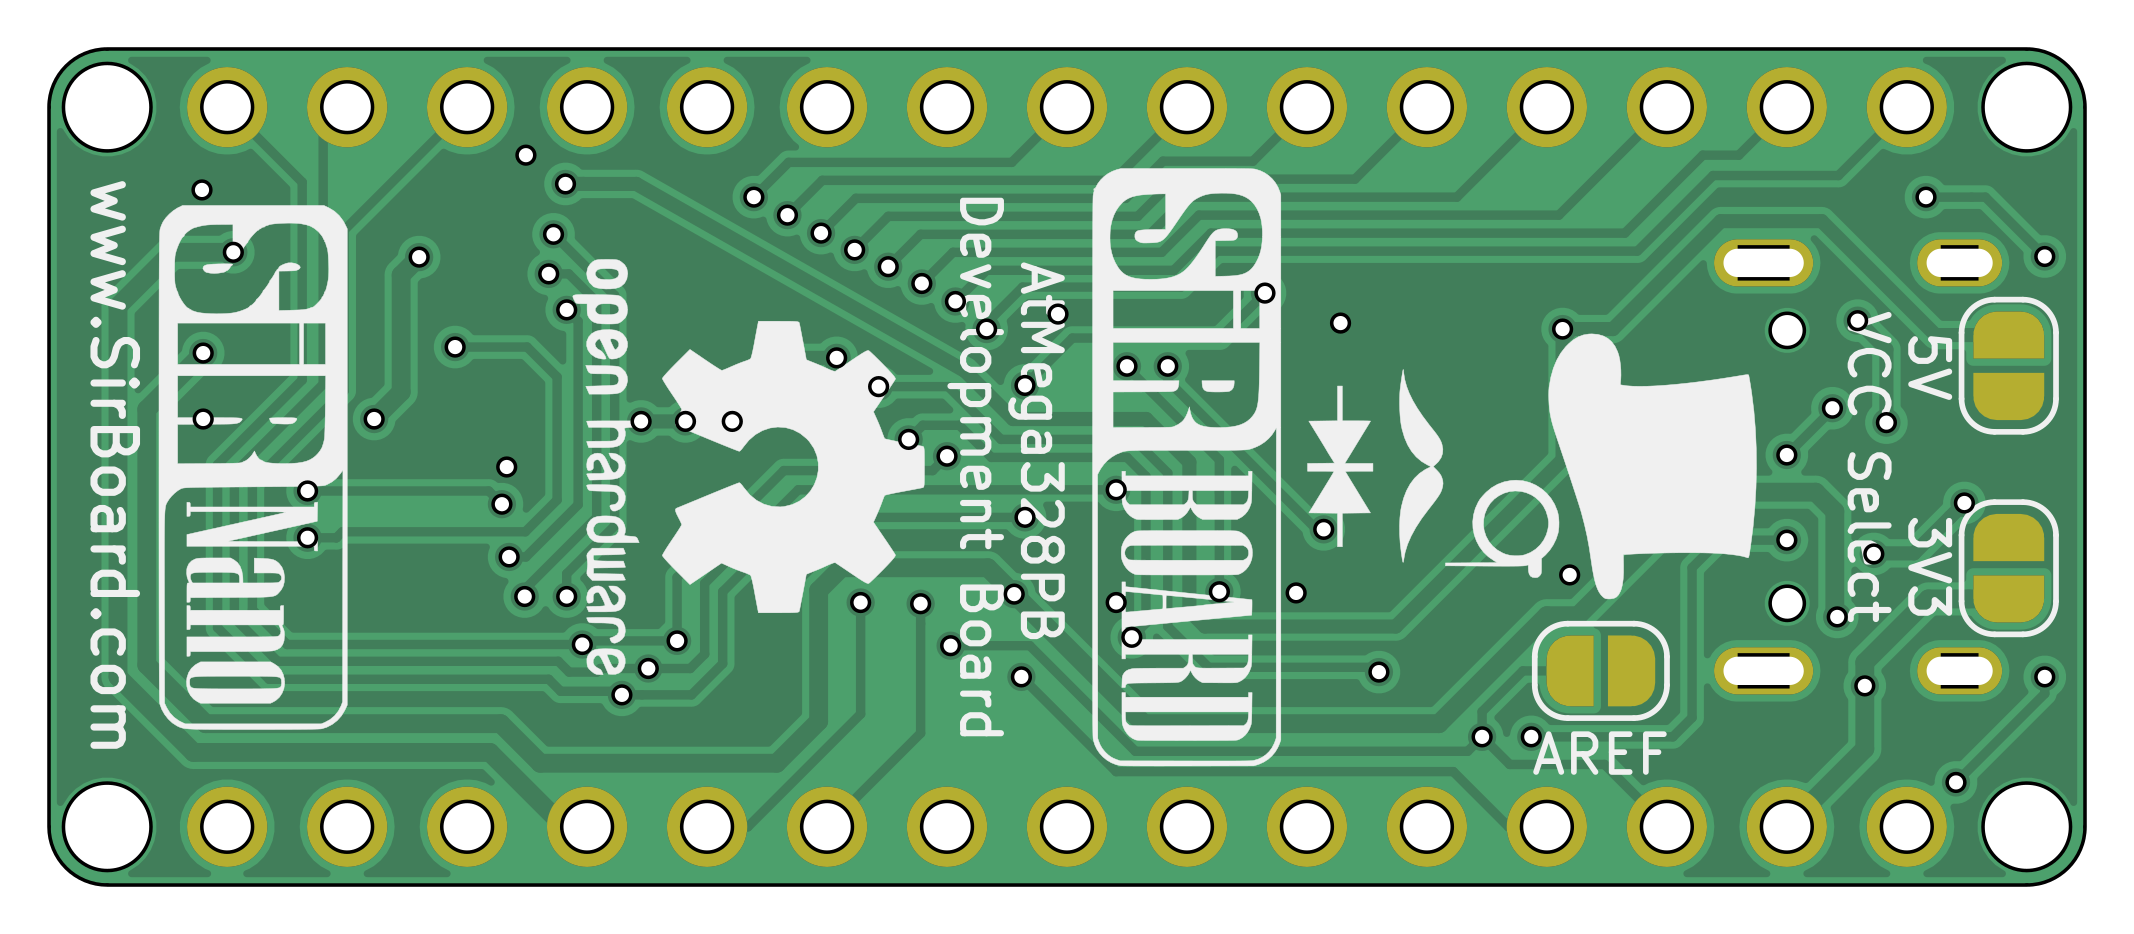 5V
3V3
VCC Select
AREF
SIR BOARD
AtMega328PB
Development Board
open hardware
SIR Nano
www.SirBoard.com